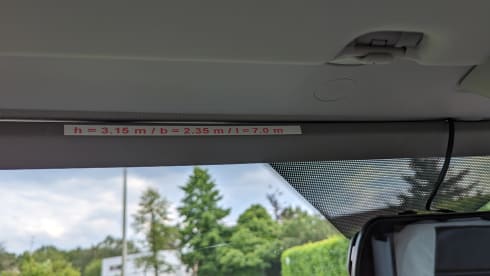 h = 3.15 m / b = 2.35 m / l = 7.0 m